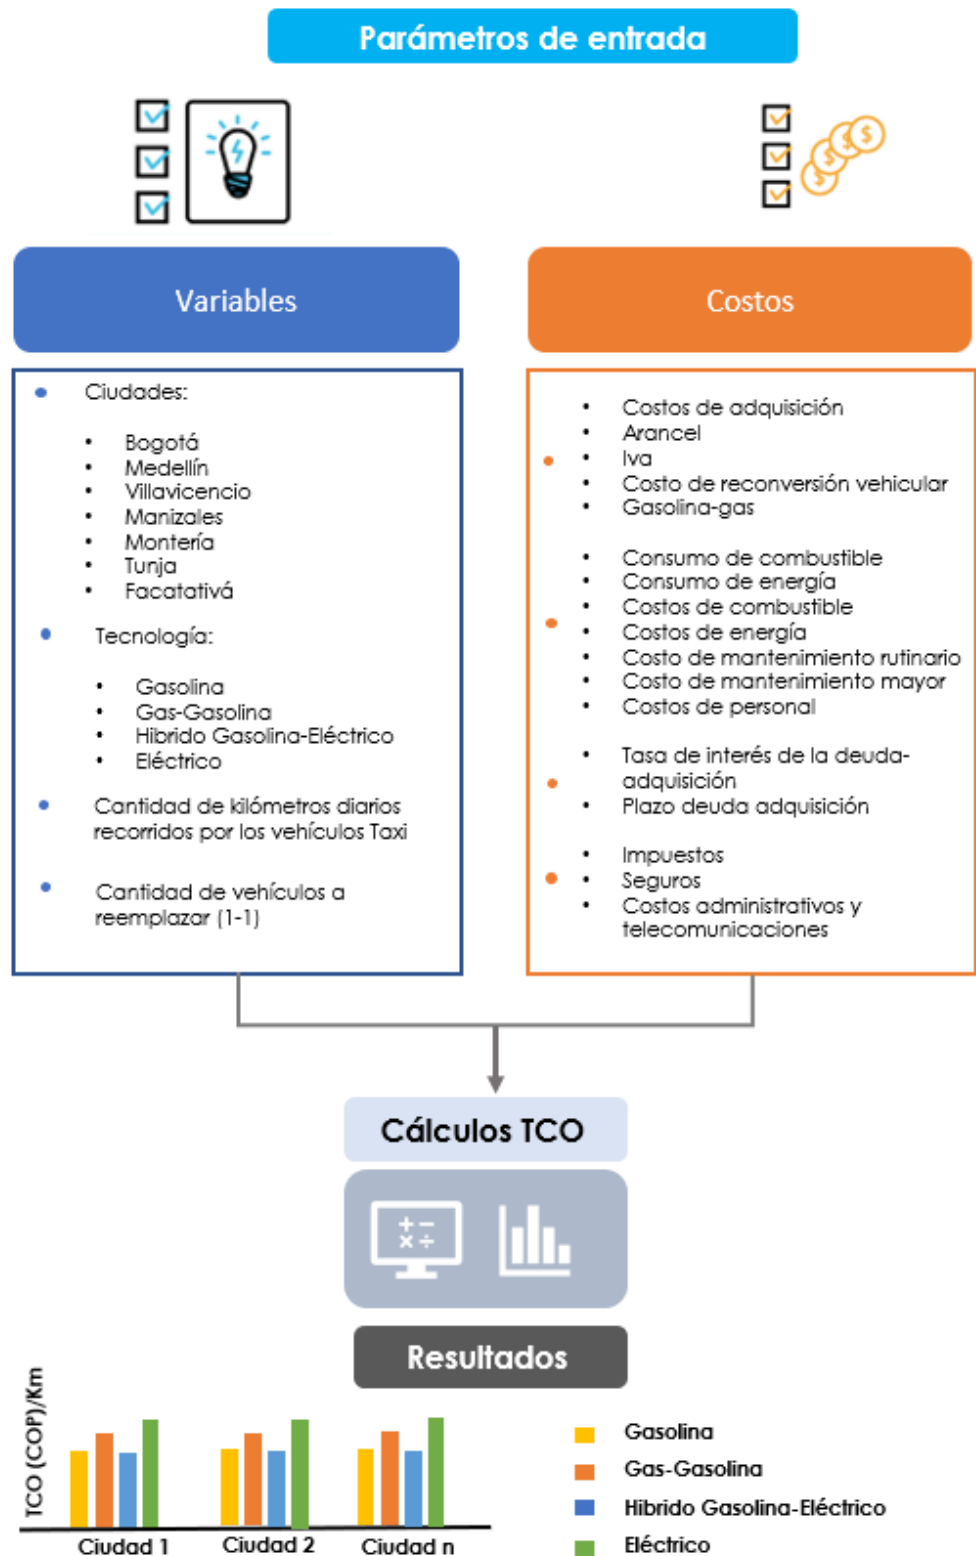 Parámetros de entrada
Variables
Ciudades:
Bogotá
Medellín
Villavicencio
Manizales
Montería
Tunja
Facatativá
Tecnología:
Gasolina
Gas-Gasolina
Hibrido Gasolina-Eléctrico
Eléctrico
Cantidad de kilómetros diarios
recorridos por los vehículos Taxi
Cantidad de vehículos a
reemplazar (1-1)
Costos
Costos de adquisición
Arancel
Iva
Costo de reconversión vehicular
Gasolina-gas
Consumo de combustible
Consumo de energía
Costos de combustible
Costos de energía
Costo de mantenimiento rutinario
Costo de mantenimiento mayor
Costos de personal
Tasa de interés de la deuda-
adquisición
Plazo deuda adquisición
Impuestos
Seguros
Costos administrativos y
telecomunicaciones
Cálculos TCO
Resultados
TCO (COP)/Km
Ciudad 1
Ciudad 2
Ciudad n
Gasolina
Gas-Gasolina
Hibrido Gasolina-Eléctrico
Eléctrico